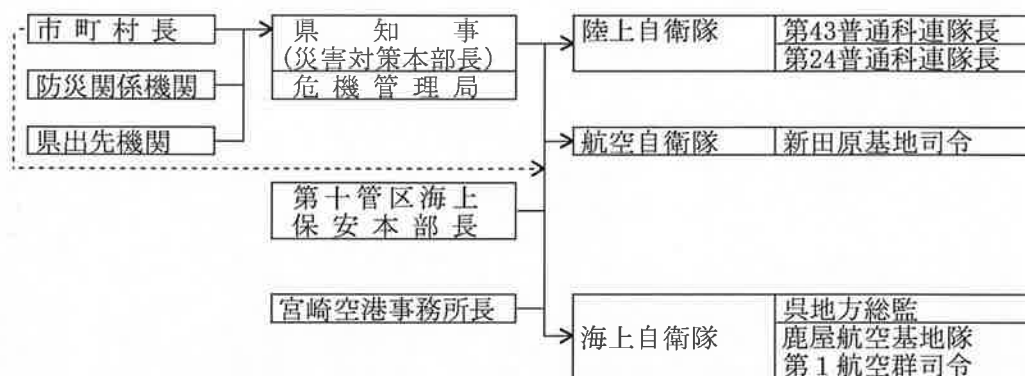 市町村長
防災関係機関
県出先機関
県知事
(災害対策本部長)
危機管理局
第十管区海上
保安本部長
宮崎空港事務所長
陸上自衛隊
第43普通科連隊長
第24普通科連隊長
航空自衛隊
新田原基地司令
海上自衛隊
呉地方総監
鹿屋航空基地隊
第1航空群司令